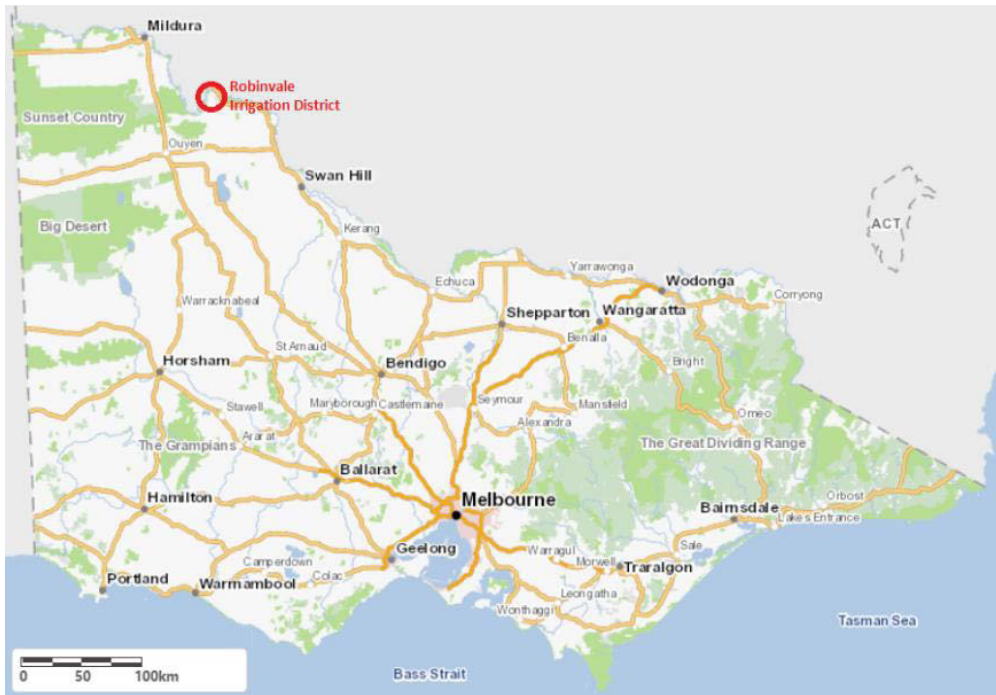 Mildura
Robinvale
Irrigation District
Sunset Country
Ouyen
Swan Hill
Big Desert
Kerang
ACT
Echuca
Yarrawonga
Wodonga
Corryong
Warracknabeal
Shepparton
Wangaratta
Benalla
St Arnaud
Horsham
Bendigo
Bright
Stawell
Maryborough
Castlemaine
Seymour
Mansfield
Omeo
Ararat
Alexandra
The Grampians
The Great Dividing Range
Ballarat
Hamilton
Melbourne
Orbost
Bairnsdale
Lakes Entrance
Geelong
Warragul
Sale
Camperdown
Colac
Morwell
Traralgon
Portland
Warrnambool
Leongatha
Wonthaggi
Tasman Sea
Bass Strait
0 50 100km